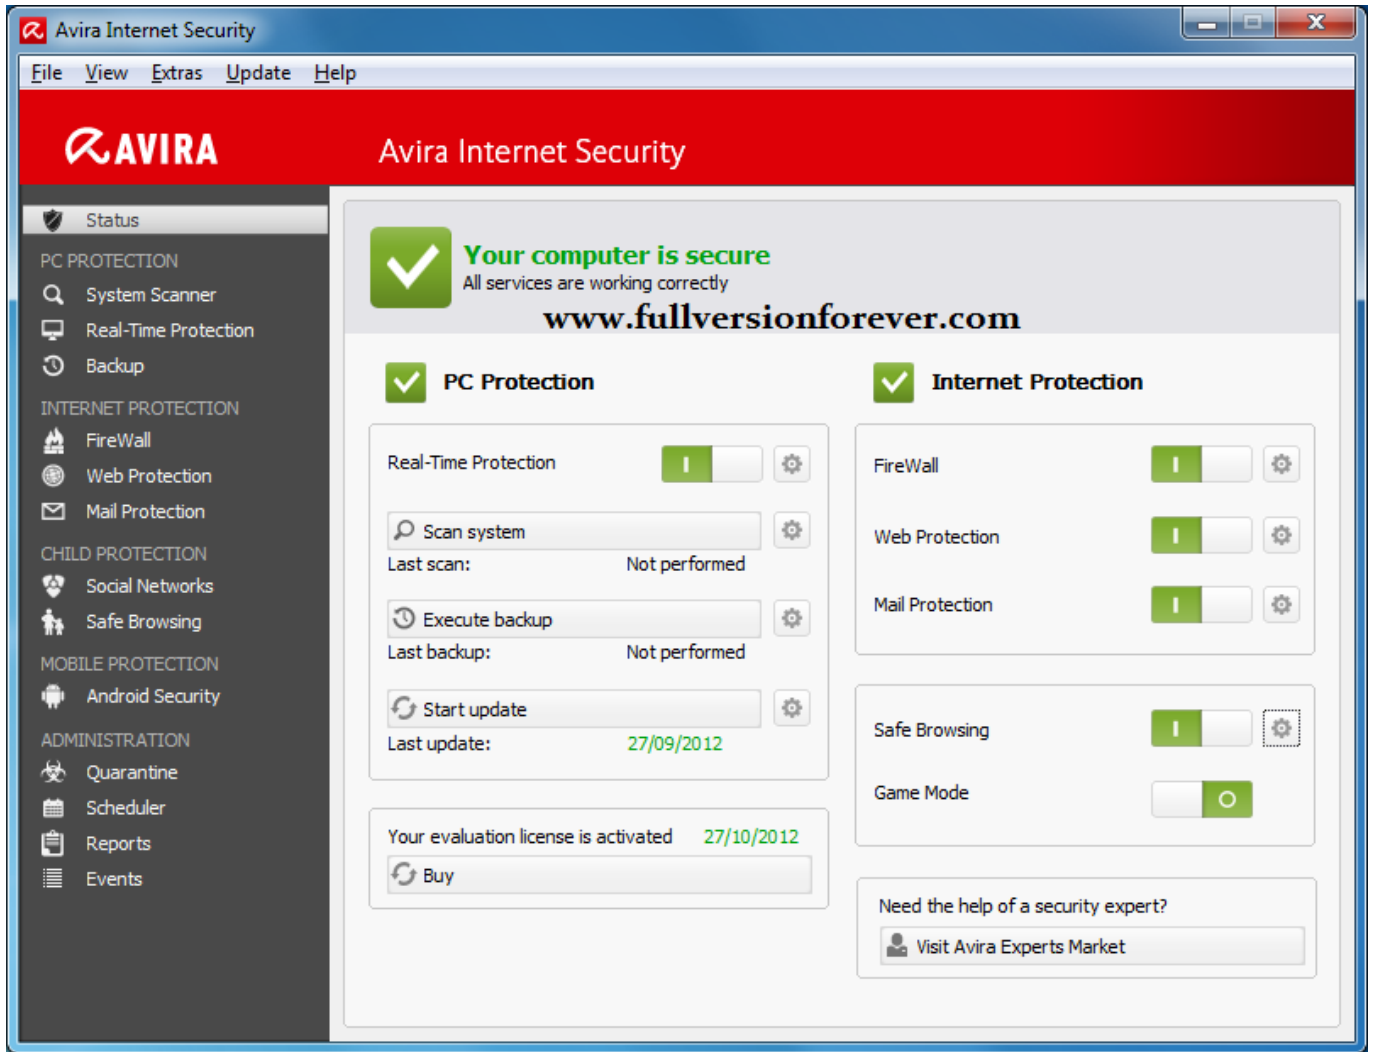 Avira Internet Security
File View Extras Update Help
AVIRA
Avira Internet Security
Status
PC PROTECTION
System Scanner
Real-Time Protection
Backup
INTERNET PROTECTION
FireWall
Web Protection
Mail Protection
CHILD PROTECTION
Social Networks
Safe Browsing
MOBILE PROTECTION
Android Security
ADMINISTRATION
Quarantine
Scheduler
Reports
Events
Your computer is secure
All services are working correctly
www.fullversionforever.com
PC Protection
Real-Time Protection
Scan system
Last scan: Not performed
Execute backup
Last backup: Not performed
Start update
Last update: 27/09/2012
Your evaluation license is activated 27/10/2012
Buy
Internet Protection
FireWall
Web Protection
Mail Protection
Safe Browsing
Game Mode
Need the help of a security expert?
Visit Avira Experts Market